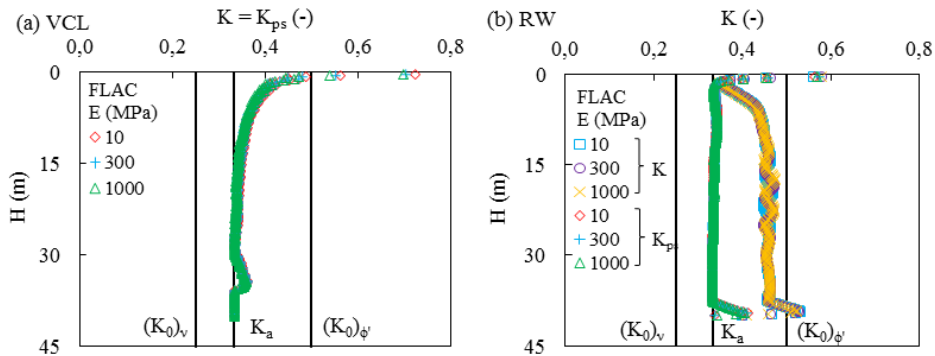 (a) VCL
K = Kps (-)
0,0 0,2 0,4 0,6 0,8
0
15
30
45
H (m)
FLAC
E (MPa)
10
300
1000
(K0)ν
Ka
(K0)ϕ'
(b) RW
K (-)
0,0 0,2 0,4 0,6 0,8
0
15
30
45
H (m)
FLAC
E (MPa)
10
300
1000
K
10
300
1000
Kps
(K0)ν
Ka
(K0)ϕ'